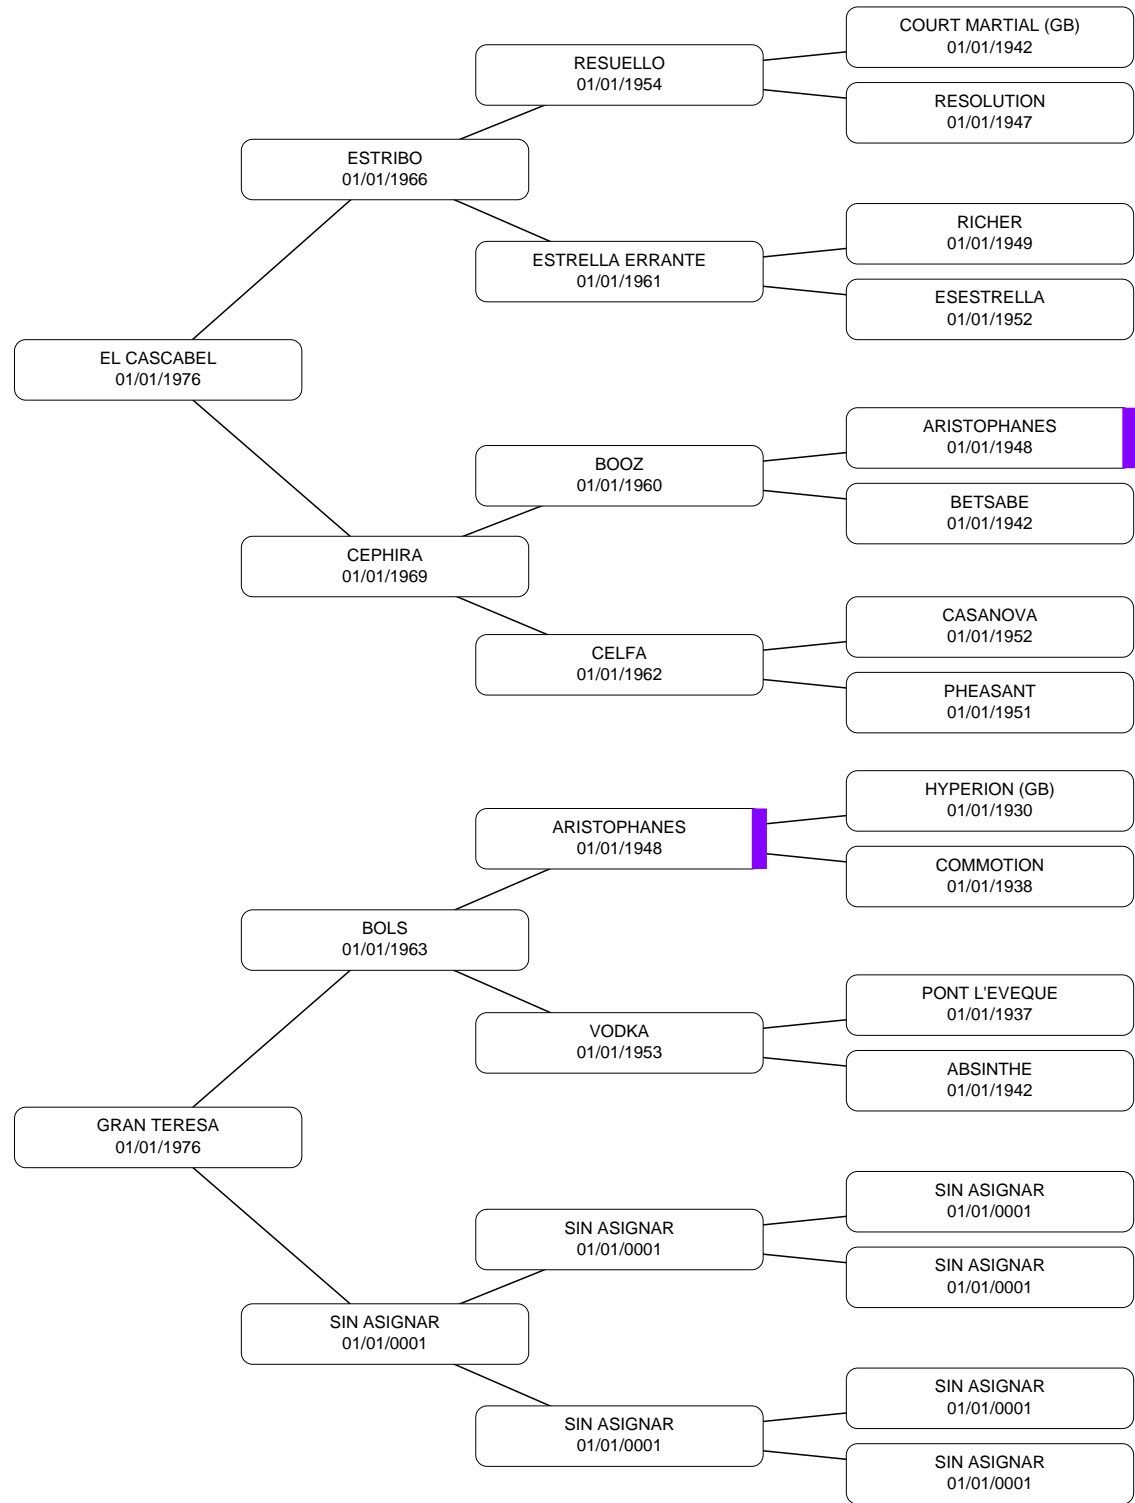 COURT MARTIAL (GB)
01/01/1942
RESUELLO
01/01/1954
RESOLUTION
01/01/1947
ESTRIBO
01/01/1966
RICHER
01/01/1949
ESTRELLA ERRANTE
01/01/1961
ESESTRELLA
01/01/1952
EL CASCABEL
01/01/1976
ARISTOPHANES
01/01/1948
BOOZ
01/01/1960
BETSABE
01/01/1942
CEPHIRA
01/01/1969
CASANOVA
01/01/1952
CELFA
01/01/1962
PHEASANT
01/01/1951
HYPERION (GB)
01/01/1930
ARISTOPHANES
01/01/1948
COMMOTION
01/01/1938
BOLS
01/01/1963
PONT L'EVEQUE
01/01/1937
VODKA
01/01/1953
ABSINTHE
01/01/1942
GRAN TERESA
01/01/1976
SIN ASIGNAR
01/01/0001
SIN ASIGNAR
01/01/0001
SIN ASIGNAR
01/01/0001
SIN ASIGNAR
01/01/0001
SIN ASIGNAR
01/01/0001
SIN ASIGNAR
01/01/0001
SIN ASIGNAR
01/01/0001